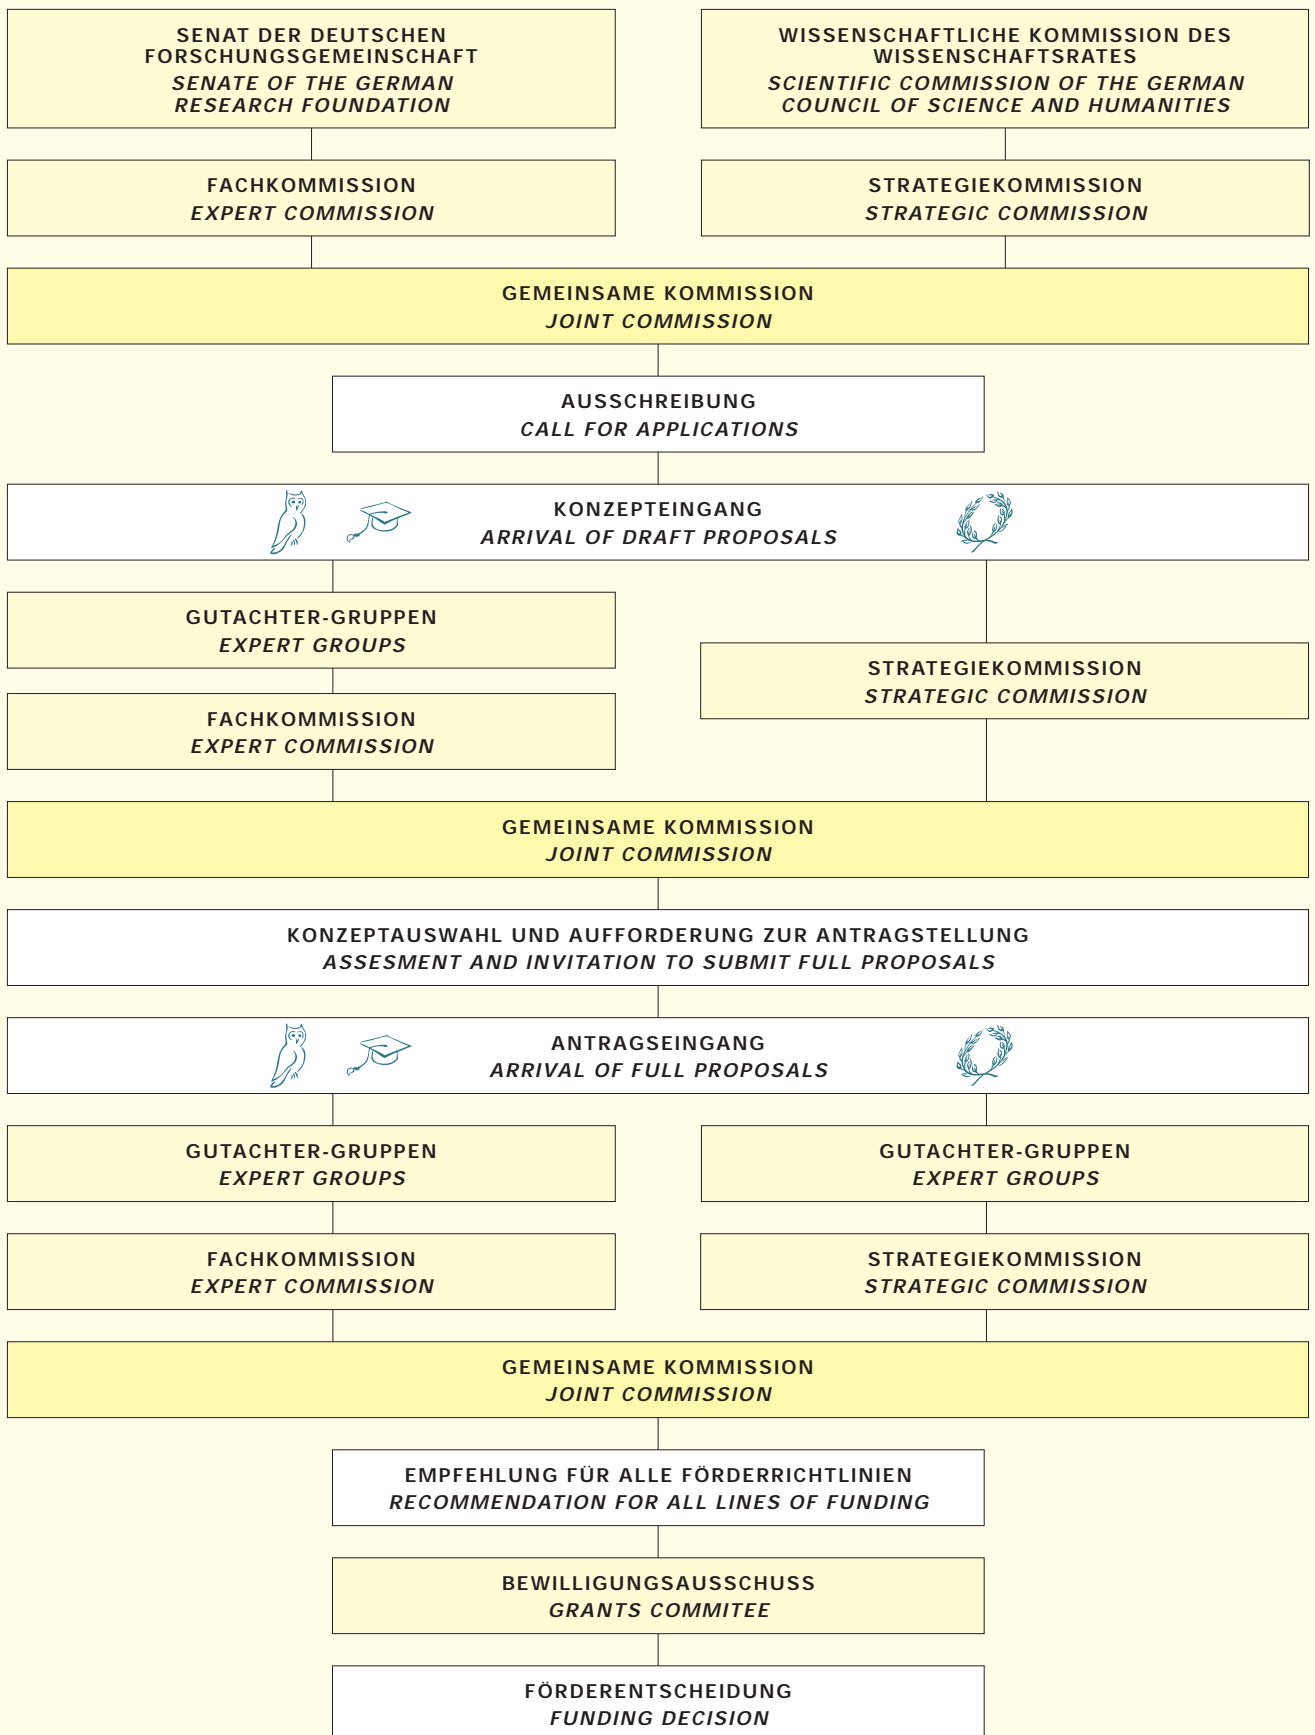 SENAT DER DEUTSCHEN
FORSCHUNGSGEMEINSCHAFT
SENATE OF THE GERMAN
RESEARCH FOUNDATION
WISSENSCHAFTLICHE KOMMISSION DES
WISSENSCHAFTSRATES
SCIENTIFIC COMMISSION OF THE GERMAN
COUNCIL OF SCIENCE AND HUMANITIES
FACHKOMMISSION
EXPERT COMMISSION
STRATEGIEKOMMISSION
STRATEGIC COMMISSION
GEMEINSAME KOMMISSION
JOINT COMMISSION
AUSSCHREIBUNG
CALL FOR APPLICATIONS
KONZEPTEINGANG
ARRIVAL OF DRAFT PROPOSALS
GUTACHTER-GRUPPEN
EXPERT GROUPS
FACHKOMMISSION
EXPERT COMMISSION
STRATEGIEKOMMISSION
STRATEGIC COMMISSION
GEMEINSAME KOMMISSION
JOINT COMMISSION
KONZEPTAUSWAHL UND AUFFORDERUNG ZUR ANTRAGSTELLUNG
ASSESMENT AND INVITATION TO SUBMIT FULL PROPOSALS
ANTRAGSEINGANG
ARRIVAL OF FULL PROPOSALS
GUTACHTER-GRUPPEN
EXPERT GROUPS
GUTACHTER-GRUPPEN
EXPERT GROUPS
FACHKOMMISSION
EXPERT COMMISSION
STRATEGIEKOMMISSION
STRATEGIC COMMISSION
GEMEINSAME KOMMISSION
JOINT COMMISSION
EMPFEHLUNG FÜR ALLE FÖRDERRICHTLINIEN
RECOMMENDATION FOR ALL LINES OF FUNDING
BEWILLIGUNGSAUSSCHUSS
GRANTS COMMITEE
FÖRDERENTSCHEIDUNG
FUNDING DECISION